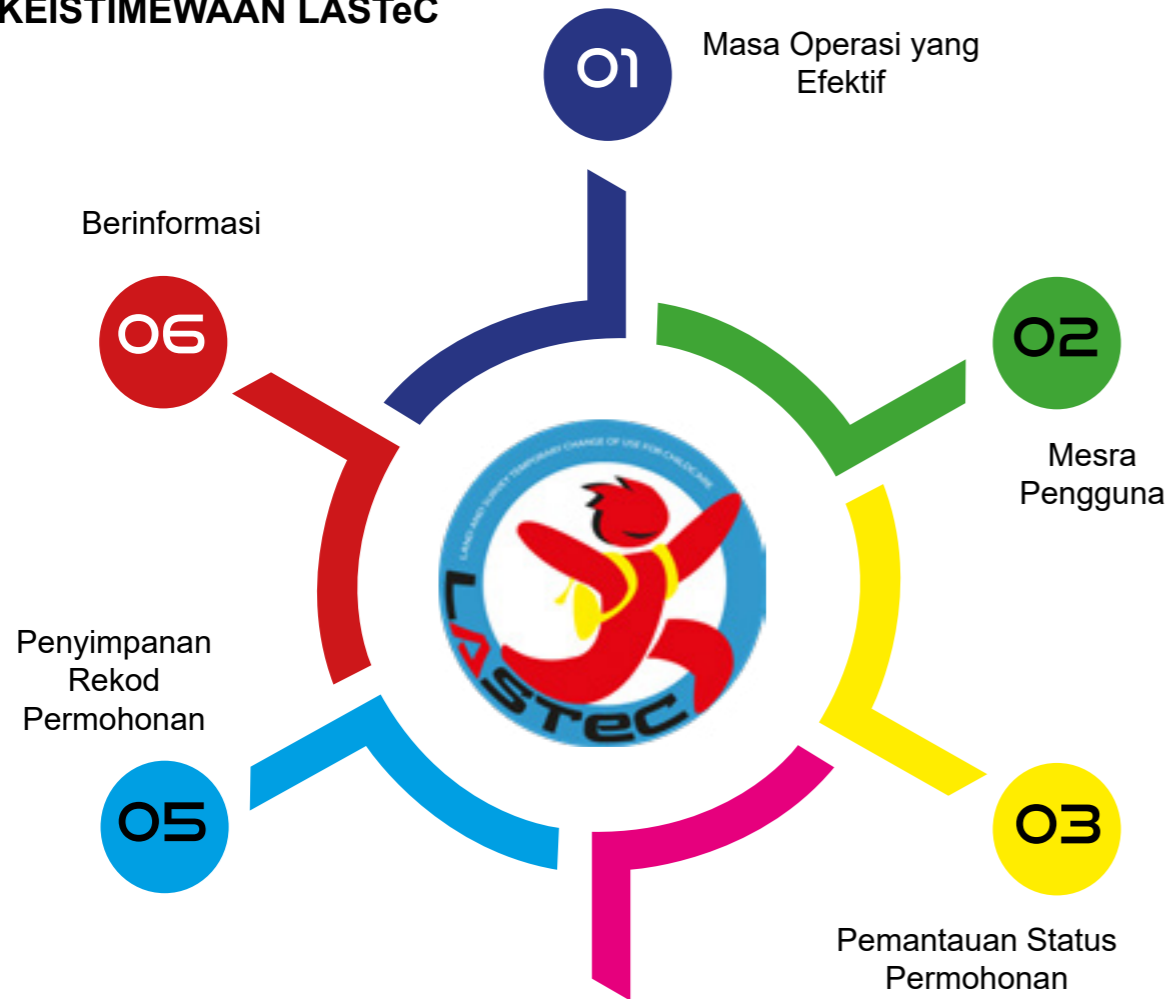 KEISTIMEWAAN LASTeC
01
Masa Operasi yang
Efektif
02
Mesra
Pengguna
03
Pemantauan Status
Permohonan
05
Penyimpanan
Rekod
Permohonan
06
Berinformasi
LAND AND SURVEY TEMPORARY CHANGE OF USE FOR CHILDCARE
LASTeC